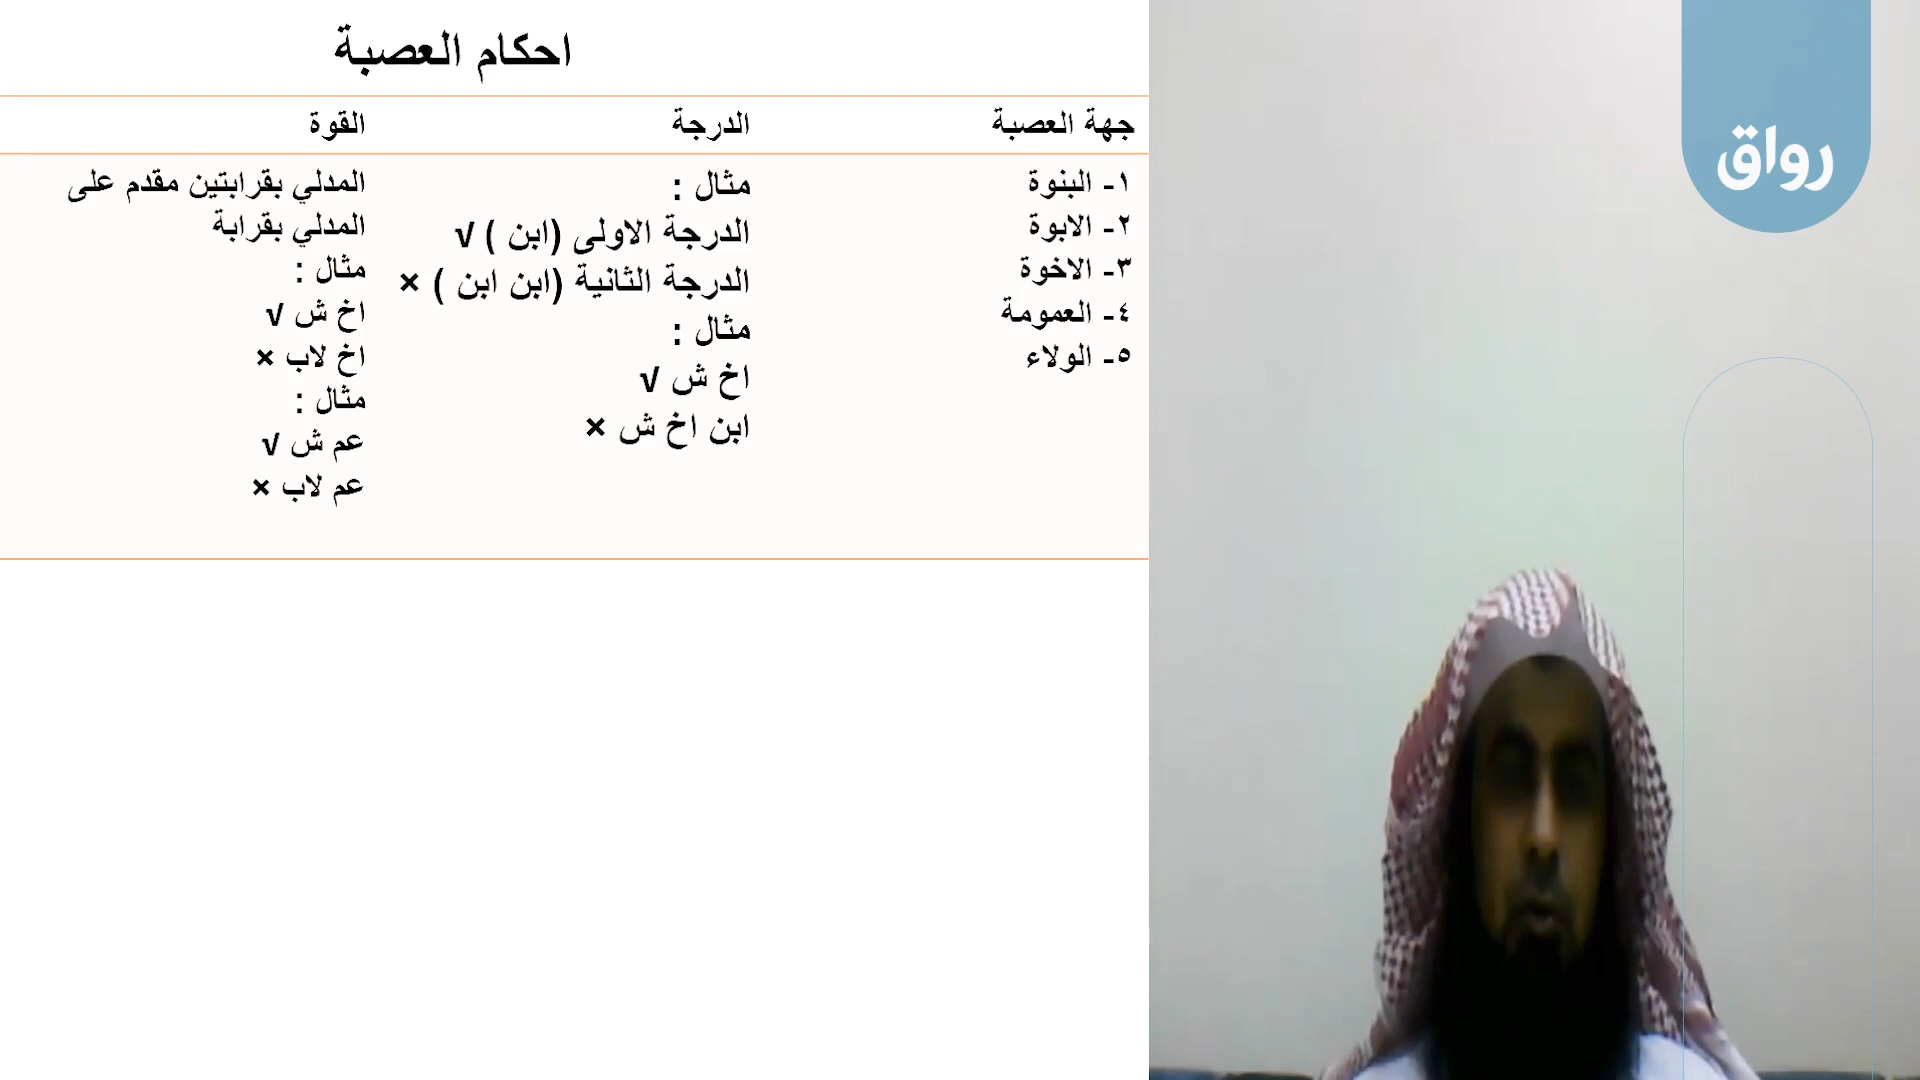 احكام العصبة
جهة العصبة
الدرجة
القوة
١- البنوة
٢- الابوة
٣- الاخوة
٤- العمومة
٥- الولاء
مثال :
الدرجة الاولى (ابن ) √
الدرجة الثانية (ابن ابن ) ×
مثال :
اخ ش √
ابن اخ ش ×
المدلي بقرابتين مقدم على
المدلي بقرابة
مثال :
اخ ش √
اخ لاب ×
مثال :
عم ش √
عم لاب ×
رواق